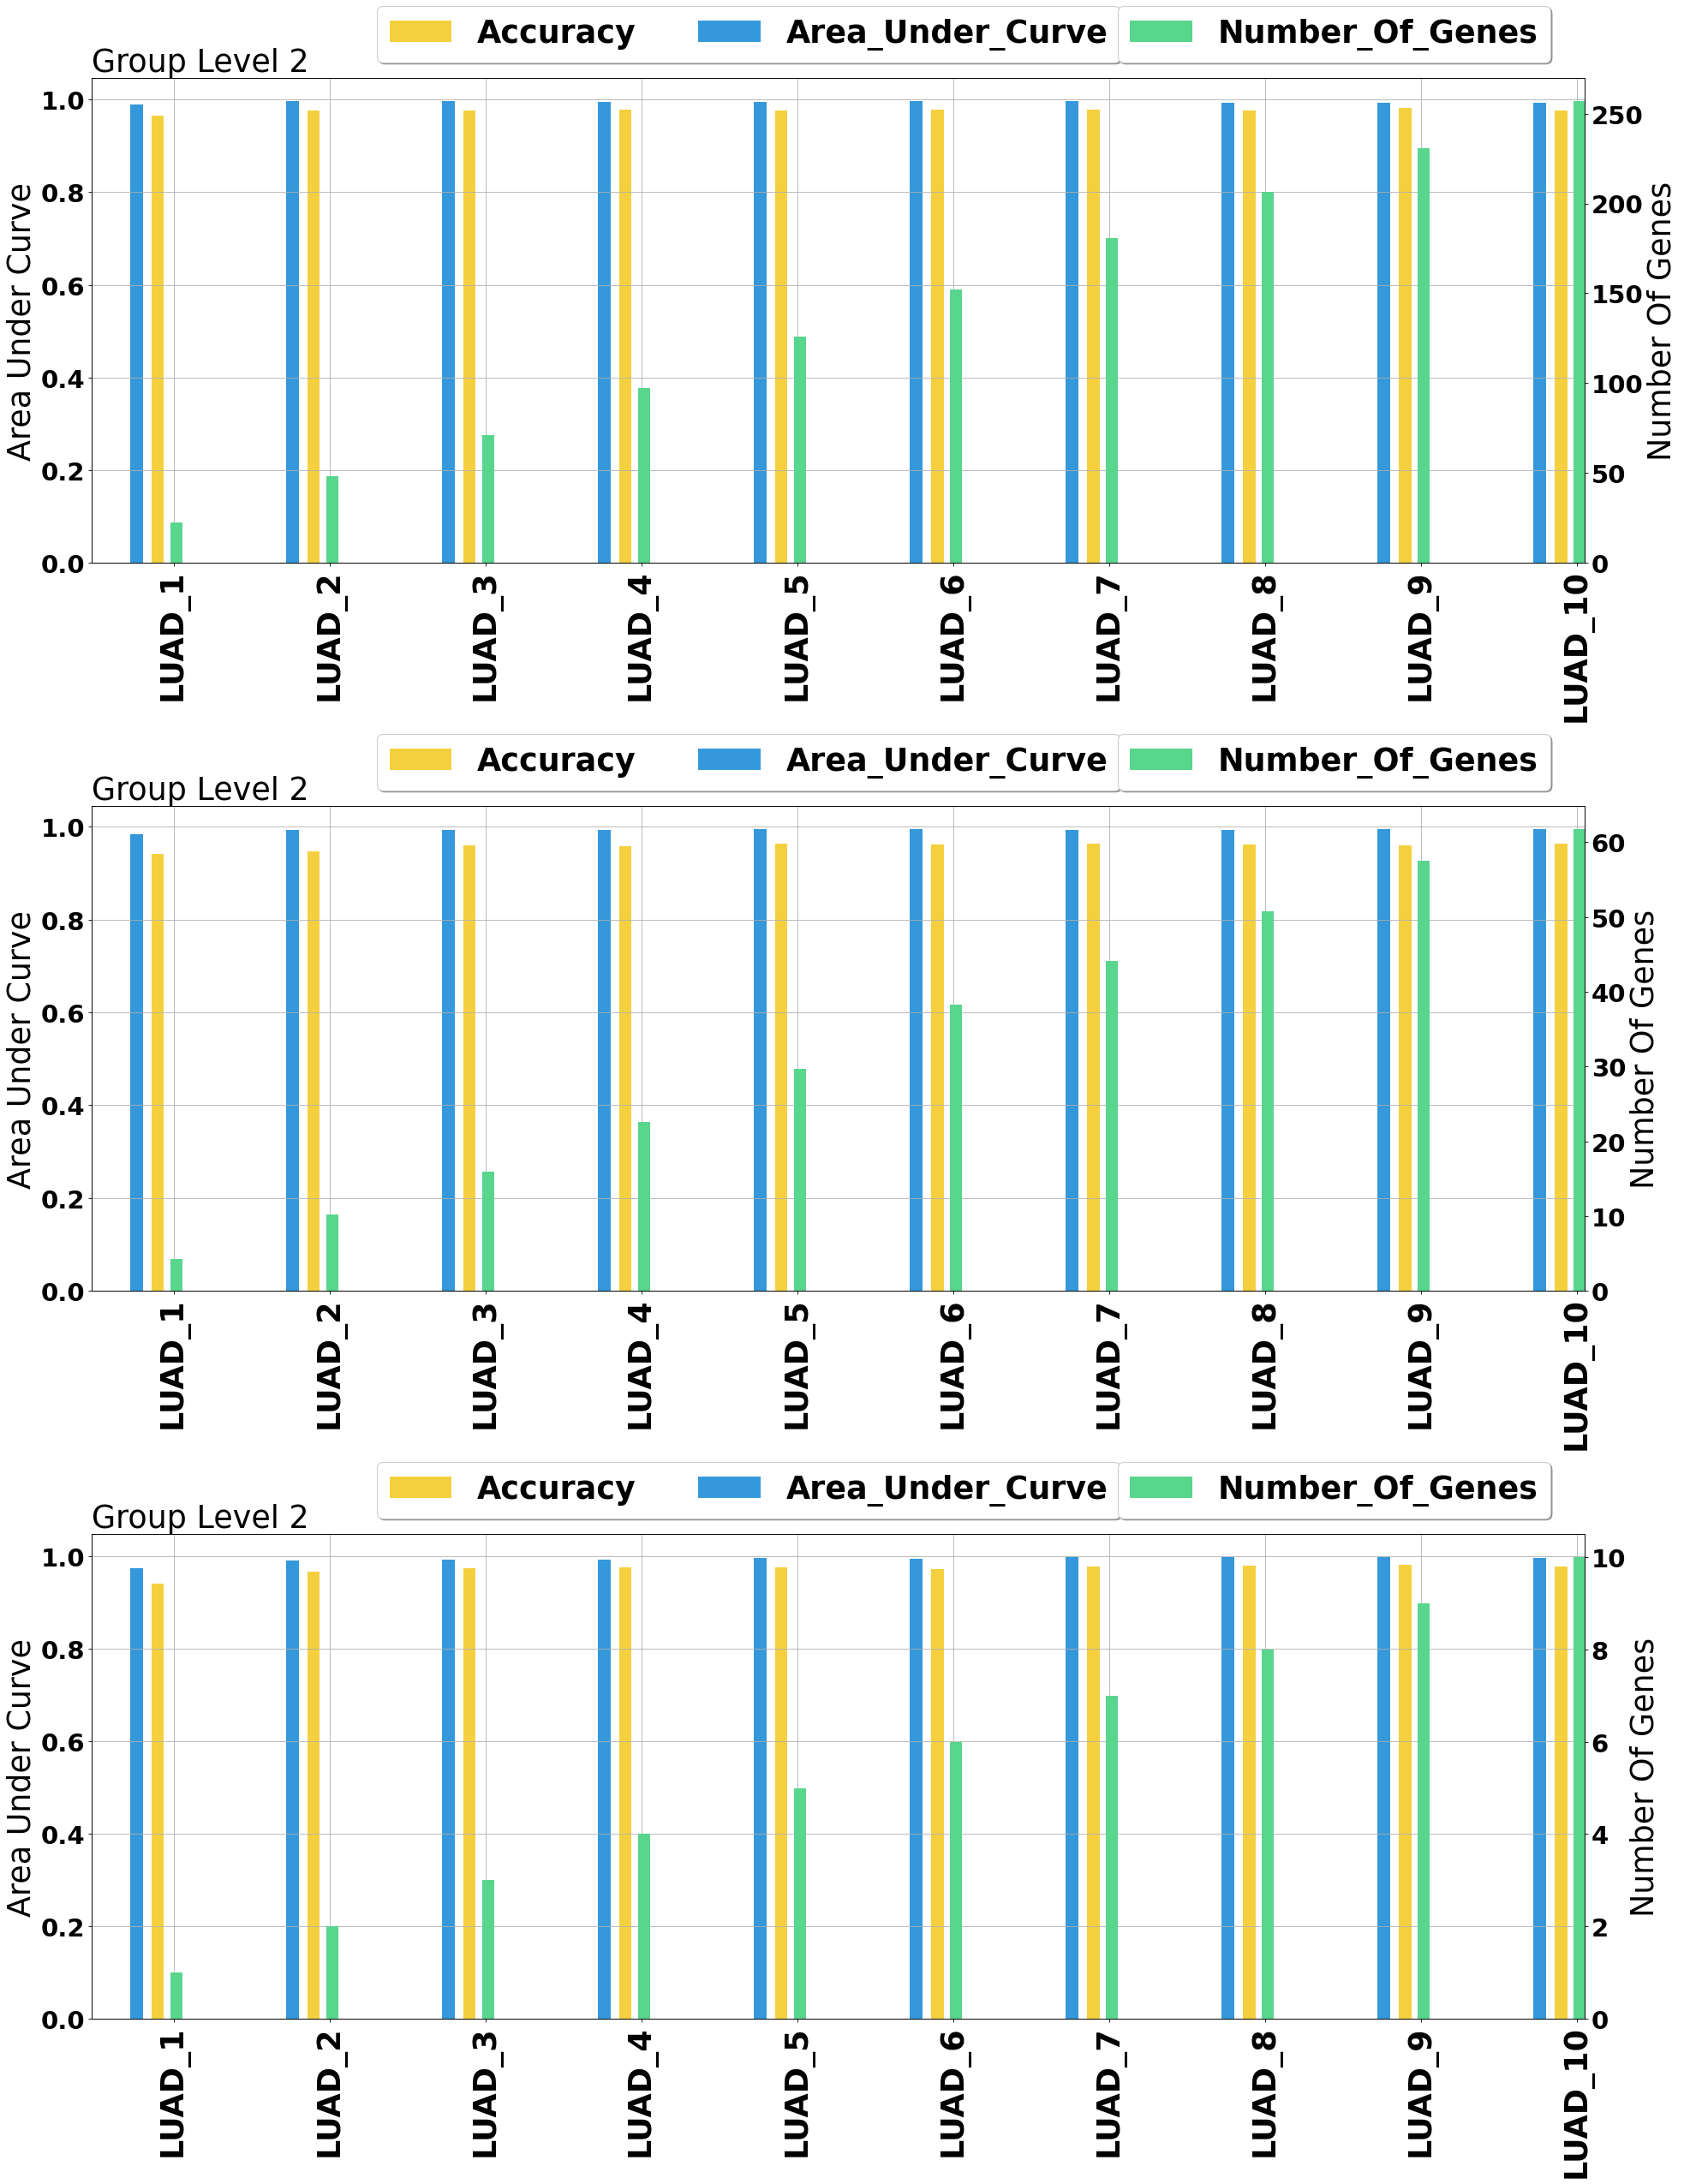 Accuracy Area_Under_Curve Number_Of_Genes
Group Level 2
Area Under Curve
1.0
0.8
0.6
0.4
0.2
0.0
250
200
150
100
50
0
Number Of Genes
LUAD_1 LUAD_2 LUAD_3 LUAD_4 LUAD_5 LUAD_6 LUAD_7 LUAD_8 LUAD_9 LUAD_10
Accuracy Area_Under_Curve Number_Of_Genes
Group Level 2
Area Under Curve
1.0
0.8
0.6
0.4
0.2
0.0
60
50
40
30
20
10
0
Number Of Genes
LUAD_1 LUAD_2 LUAD_3 LUAD_4 LUAD_5 LUAD_6 LUAD_7 LUAD_8 LUAD_9 LUAD_10
Accuracy Area_Under_Curve Number_Of_Genes
Group Level 2
Area Under Curve
1.0
0.8
0.6
0.4
0.2
0.0
10
8
6
4
2
0
Number Of Genes
LUAD_1 LUAD_2 LUAD_3 LUAD_4 LUAD_5 LUAD_6 LUAD_7 LUAD_8 LUAD_9 LUAD_10